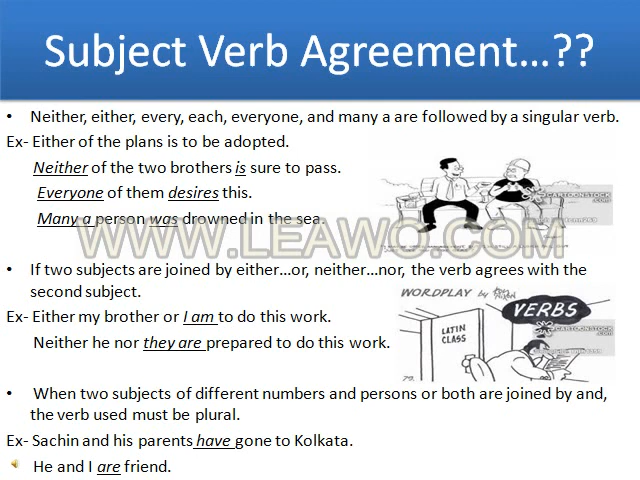 Subject Verb Agreement...??
• Neither, either, every, each, everyone, and many a are followed by a singular verb.
Ex- Either of the plans is to be adopted.
Neither of the two brothers is sure to pass.
Everyone of them desires this.
Many a person was drowned in the sea.
CARTOONSTOCK
.com
WWW.LEAWO.COM
• If two subjects are joined by either...or, neither...nor, the verb agrees with the
second subject.
WORDPLAY by
VERBS
Ex- Either my brother or I am to do this work.
LATIN
CLASS
CARTOONSTOCK
.com
Neither he nor they are prepared to do this work.
• When two subjects of different numbers and persons or both are joined by and,
the verb used must be plural.
Ex- Sachin and his parents have gone to Kolkata.
He and I are friend.